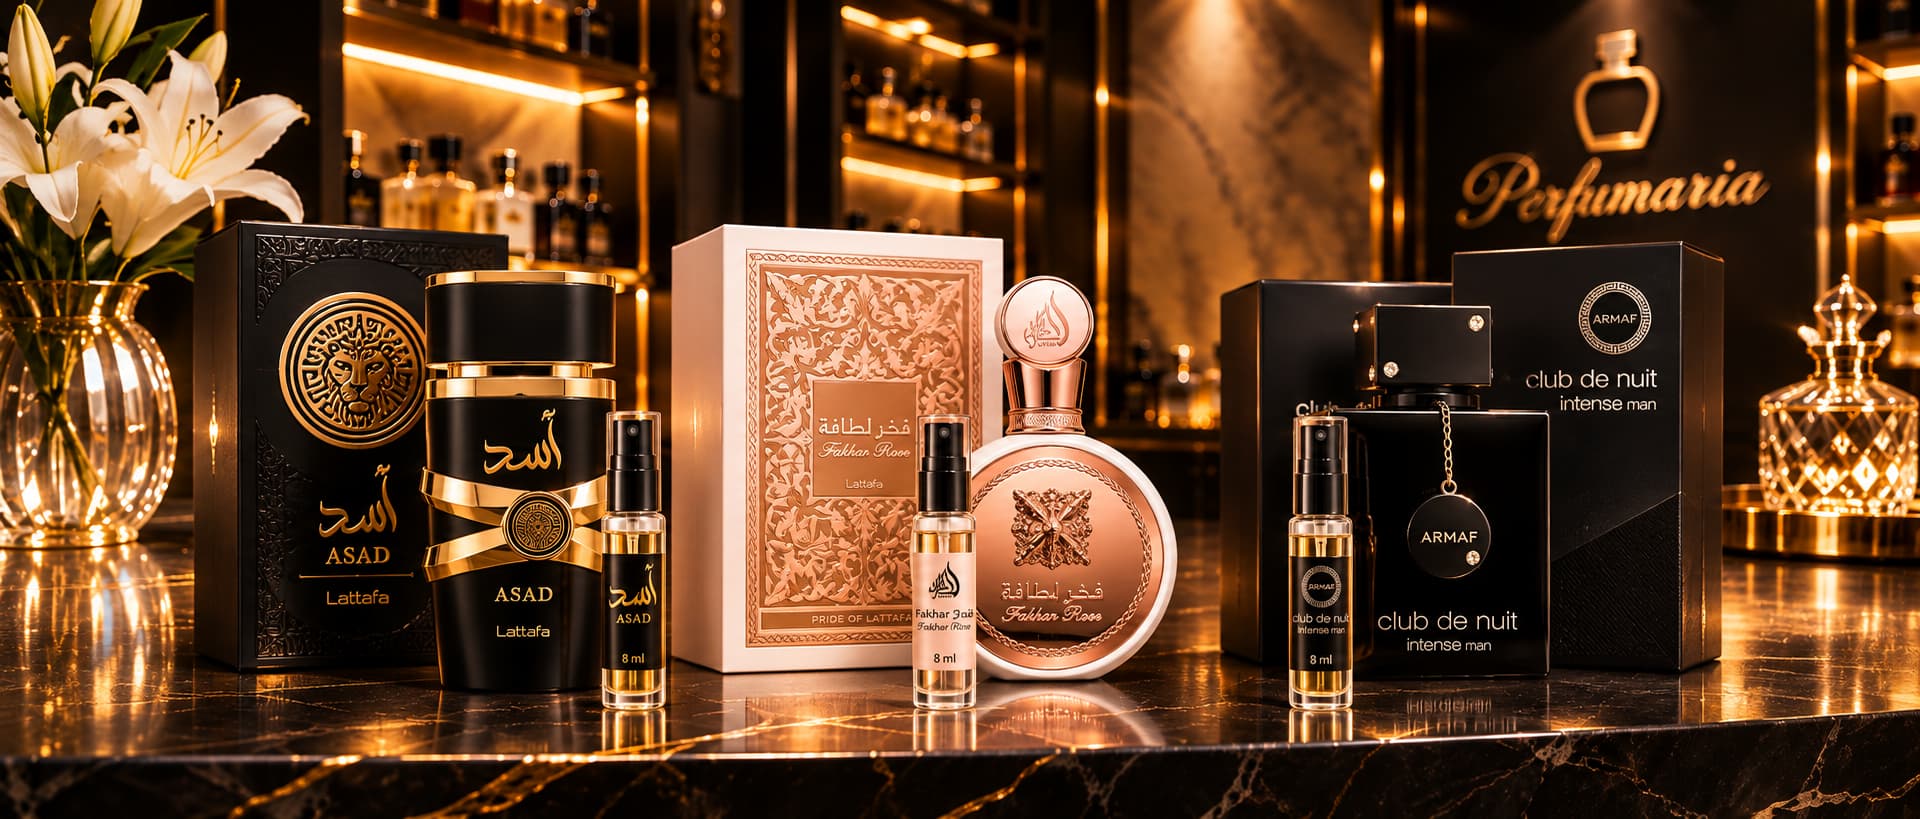 Perfumaria
أسد
ASAD
Lattafa
أسد
ASAD
Lattafa
أسد
ASAD
8 ml
فخر لطافة
Fakhar Rose
Lattafa
PRIDE OF LATTAFA
8 ml
فخر لطافة
Fakhar Rose
club
ARMAF
club de nuit
intense man
8 ml
ARMAF
club de nuit
intense man
ARMAF
club de nuit
intense man